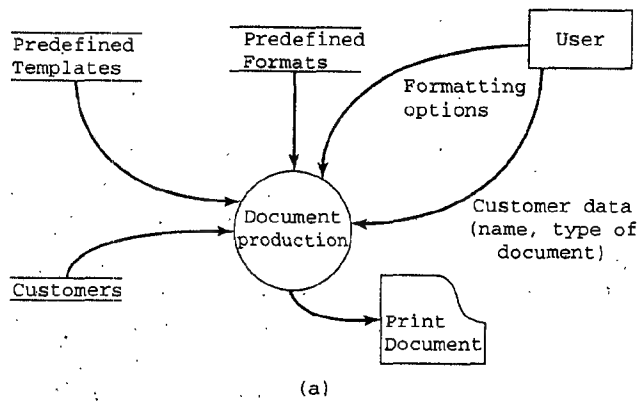 Predefined
Templates
Predefined
Formats
User
Formatting
options
Document
production
Customer data
(name, type of
document)
Customers
Print
Document
(a)